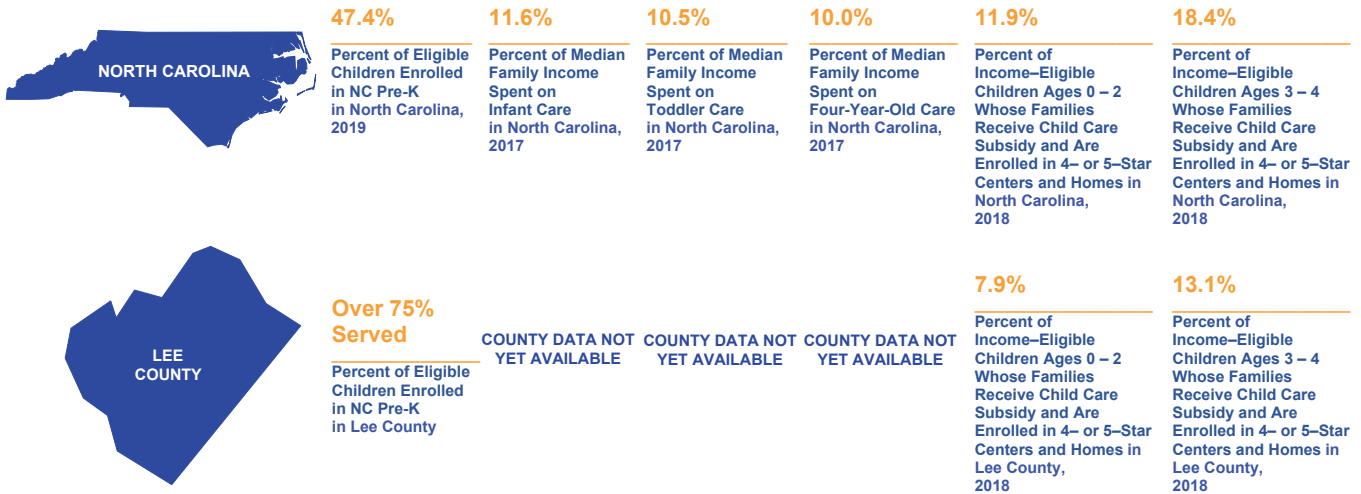 NORTH CAROLINA
47.4%
Percent of Eligible
Children Enrolled
in NC Pre-K
in North Carolina,
2019
11.6%
Percent of Median
Family Income
Spent on
Infant Care
in North Carolina,
2017
10.5%
Percent of Median
Family Income
Spent on
Toddler Care
in North Carolina,
2017
10.0%
Percent of Median
Family Income
Spent on
Four-Year-Old Care
in North Carolina,
2017
11.9%
Percent of
Income–Eligible
Children Ages 0 – 2
Whose Families
Receive Child Care
Subsidy and Are
Enrolled in 4– or 5–Star
Centers and Homes in
North Carolina,
2018
18.4%
Percent of
Income–Eligible
Children Ages 3 – 4
Whose Families
Receive Child Care
Subsidy and Are
Enrolled in 4– or 5–Star
Centers and Homes in
North Carolina,
2018
LEE
COUNTY
Over 75%
Served
Percent of Eligible
Children Enrolled
in NC Pre-K
in Lee County
COUNTY DATA NOT
YET AVAILABLE
COUNTY DATA NOT
YET AVAILABLE
COUNTY DATA NOT
YET AVAILABLE
7.9%
Percent of
Income–Eligible
Children Ages 0 – 2
Whose Families
Receive Child Care
Subsidy and Are
Enrolled in 4– or 5–Star
Centers and Homes in
Lee County,
2018
13.1%
Percent of
Income–Eligible
Children Ages 3 – 4
Whose Families
Receive Child Care
Subsidy and Are
Enrolled in 4– or 5–Star
Centers and Homes in
Lee County,
2018